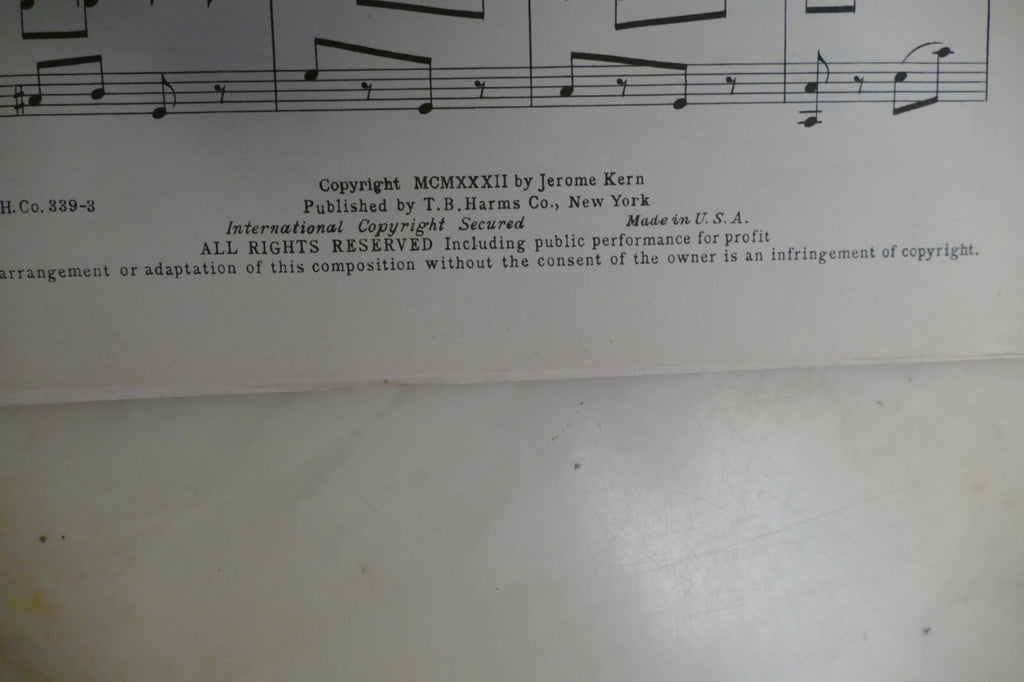 Copyright MCMXXXII by Jerome Kern
H. Co. 339-3
Published by T. B. Harms Co., New York
International Copyright Secured Made in U. S. A.
ALL RIGHTS RESERVED Including public performance for profit
arrangement or adaptation of this composition without the consent of the owner is an infringement of copyright.